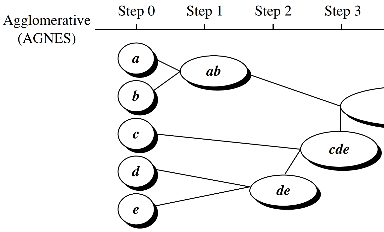 Step 0 Step 1 Step 2 Step 3
Agglomerative
(AGNES)
a
ab
b
c
cde
d
de
e